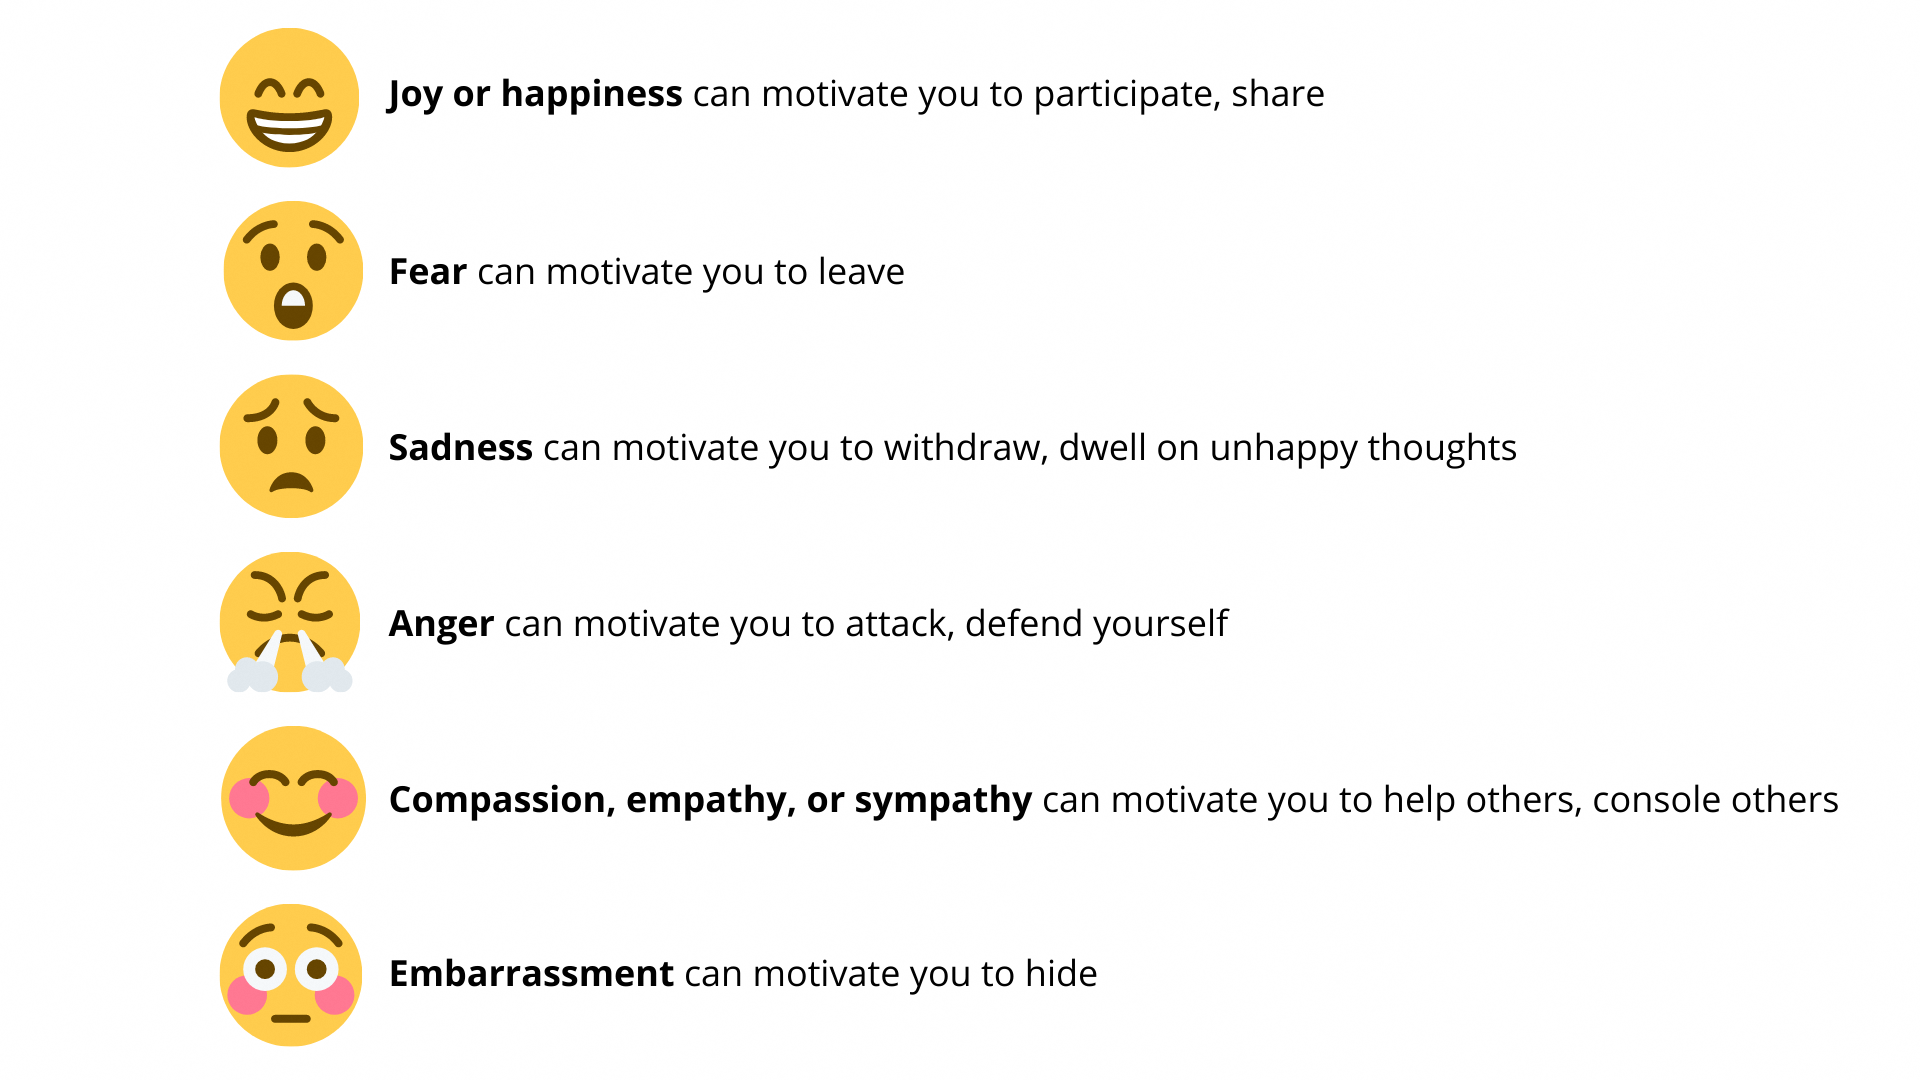 Joy or happiness can motivate you to participate, share
Fear can motivate you to leave
Sadness can motivate you to withdraw, dwell on unhappy thoughts
Anger can motivate you to attack, defend yourself
Compassion, empathy, or sympathy can motivate you to help others, console others
Embarrassment can motivate you to hide